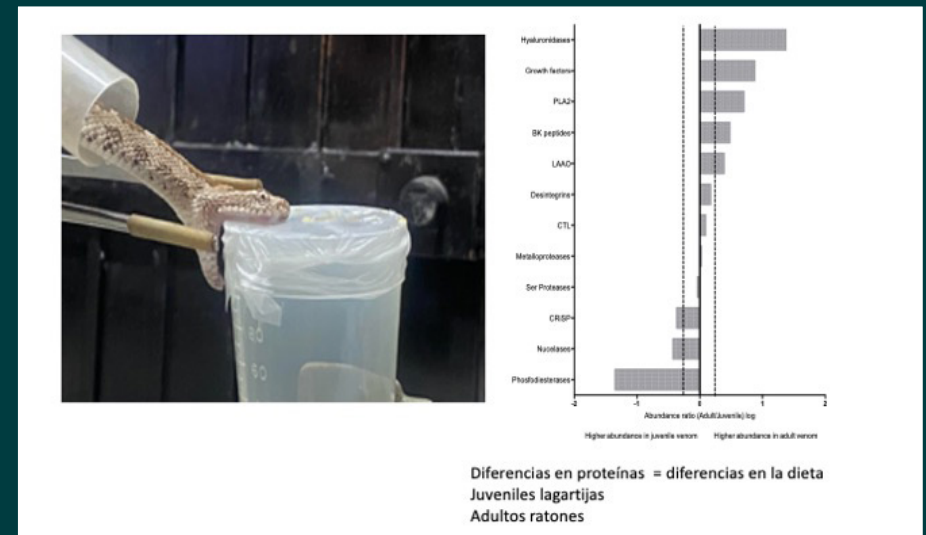 Hyaluronidases
Growth factors
PLA2
BK peptides
LAAO
Desintegrins
CTL
Metalloproteases
Ser Proteases
CRiSP
Nucelases
Phosfodiesterases
-2 -1 0 1 2
Abundance ratio (Adult/Juvenile) log
Higher abundance in juvenile venom Higher abundance in adult venom
Diferencias en proteínas = diferencias en la dieta
Juveniles lagartijas
Adultos ratones